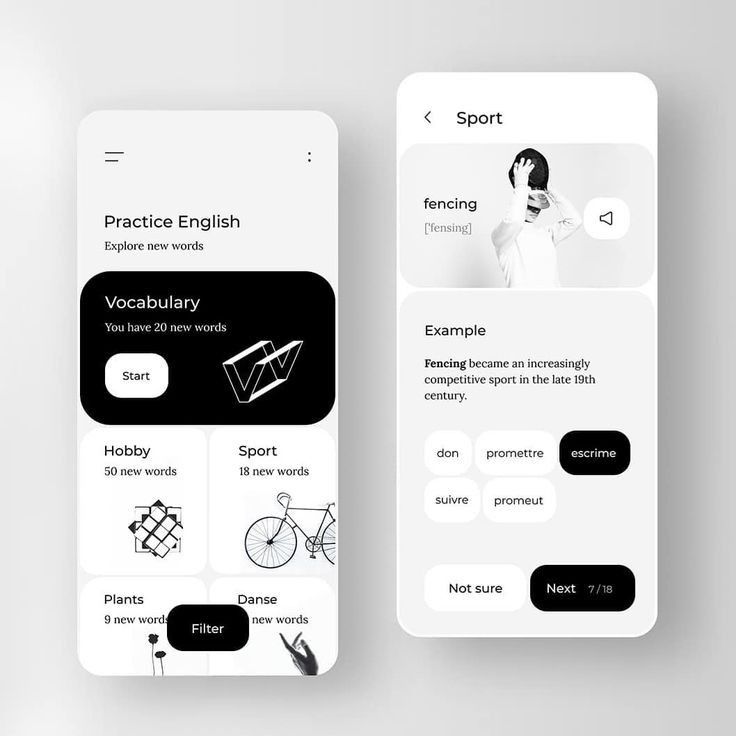 Practice English
Explore new words
Vocabulary
You have 20 new words
Start
Hobby
50 new words
Sport
18 new words
Plants
9 new words
Danse
new words
Filter
Sport
fencing
['fensing]
Example
Fencing became an increasingly
competitive sport in the late 19th
century.
don
promettre
escrime
suivre
promeut
Not sure
Next 7 / 18